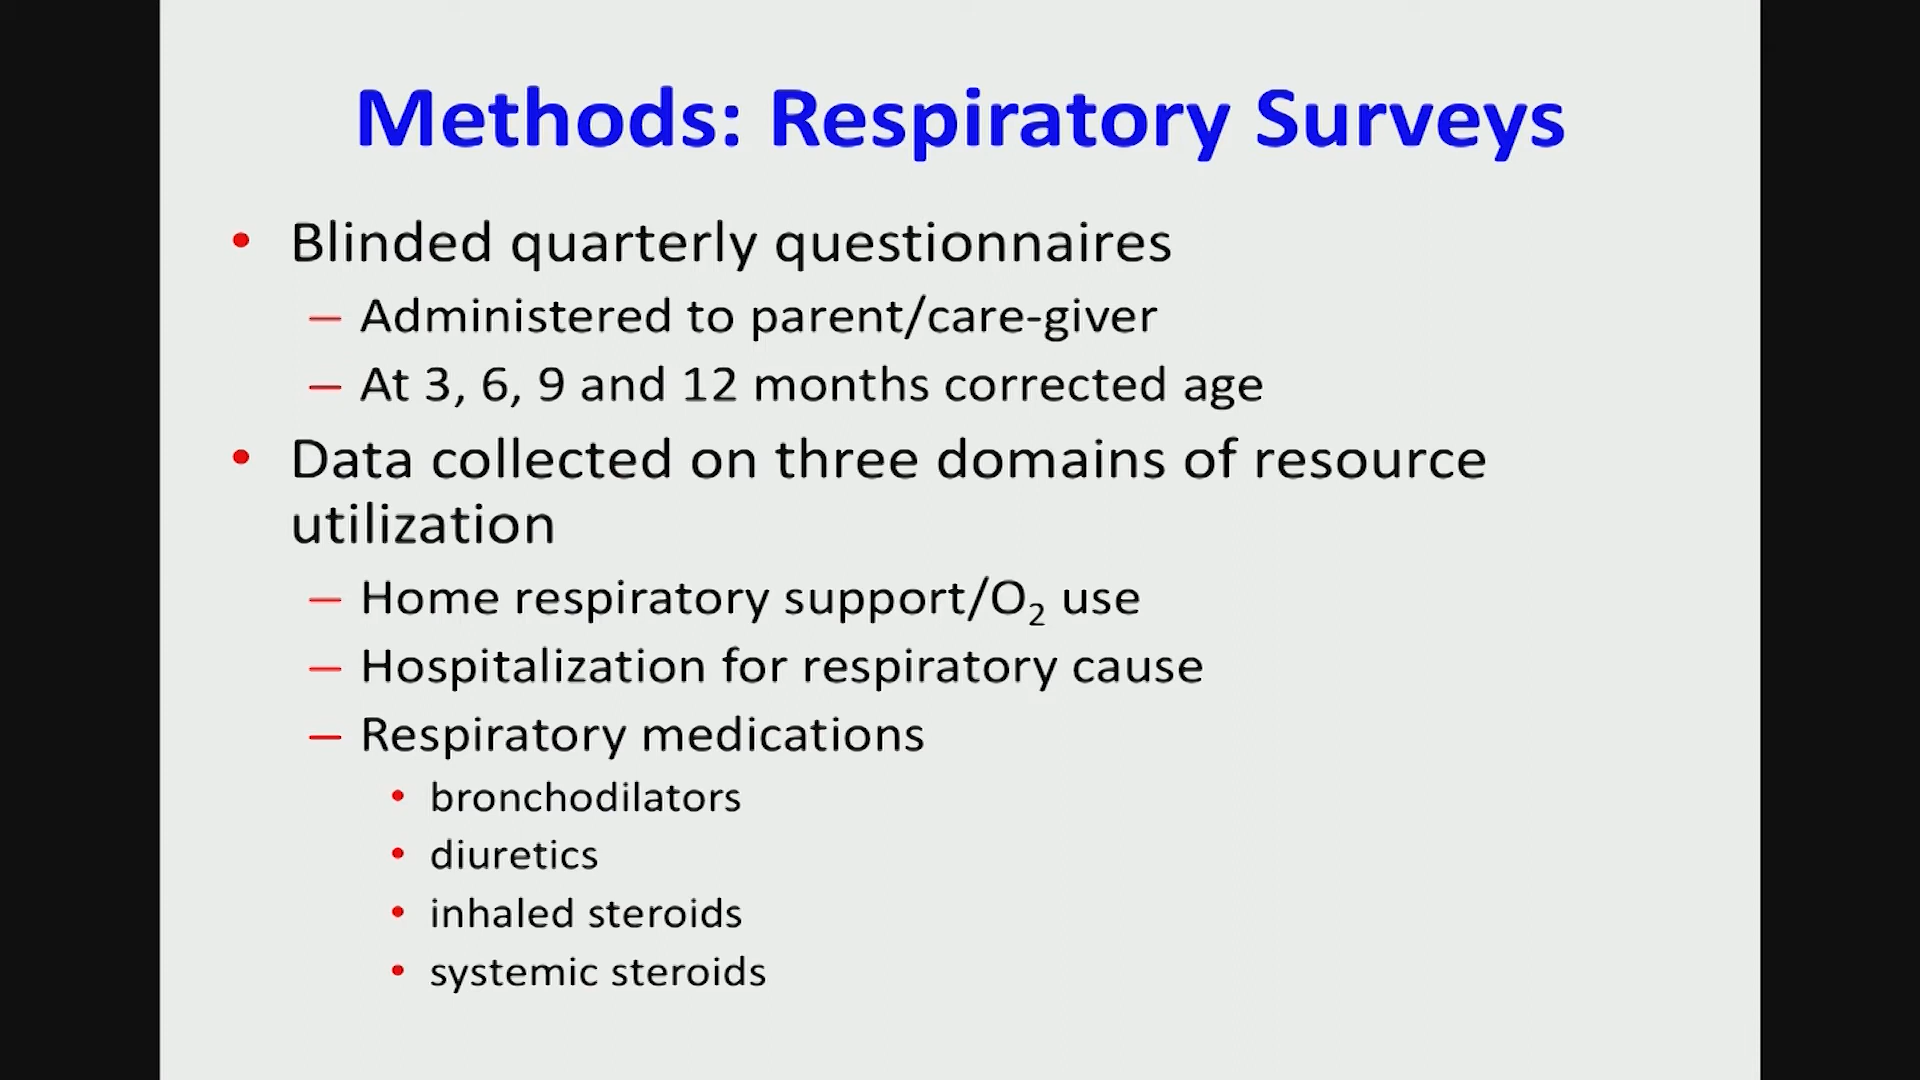 Methods: Respiratory Surveys
• Blinded quarterly questionnaires
– Administered to parent/care-giver
– At 3, 6, 9 and 12 months corrected age
• Data collected on three domains of resource
utilization
– Home respiratory support/O₂ use
– Hospitalization for respiratory cause
– Respiratory medications
• bronchodilators
• diuretics
• inhaled steroids
• systemic steroids